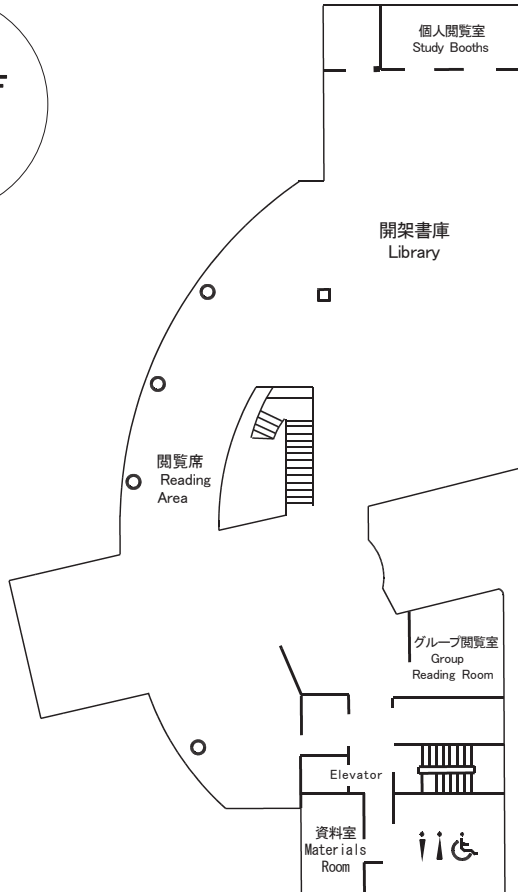 個人閲覧室
Study Booths
開架書庫
Library
閲覧席
Reading
Area
グループ閲覧室
Group
Reading Room
Elevator
資料室
Materials
Room